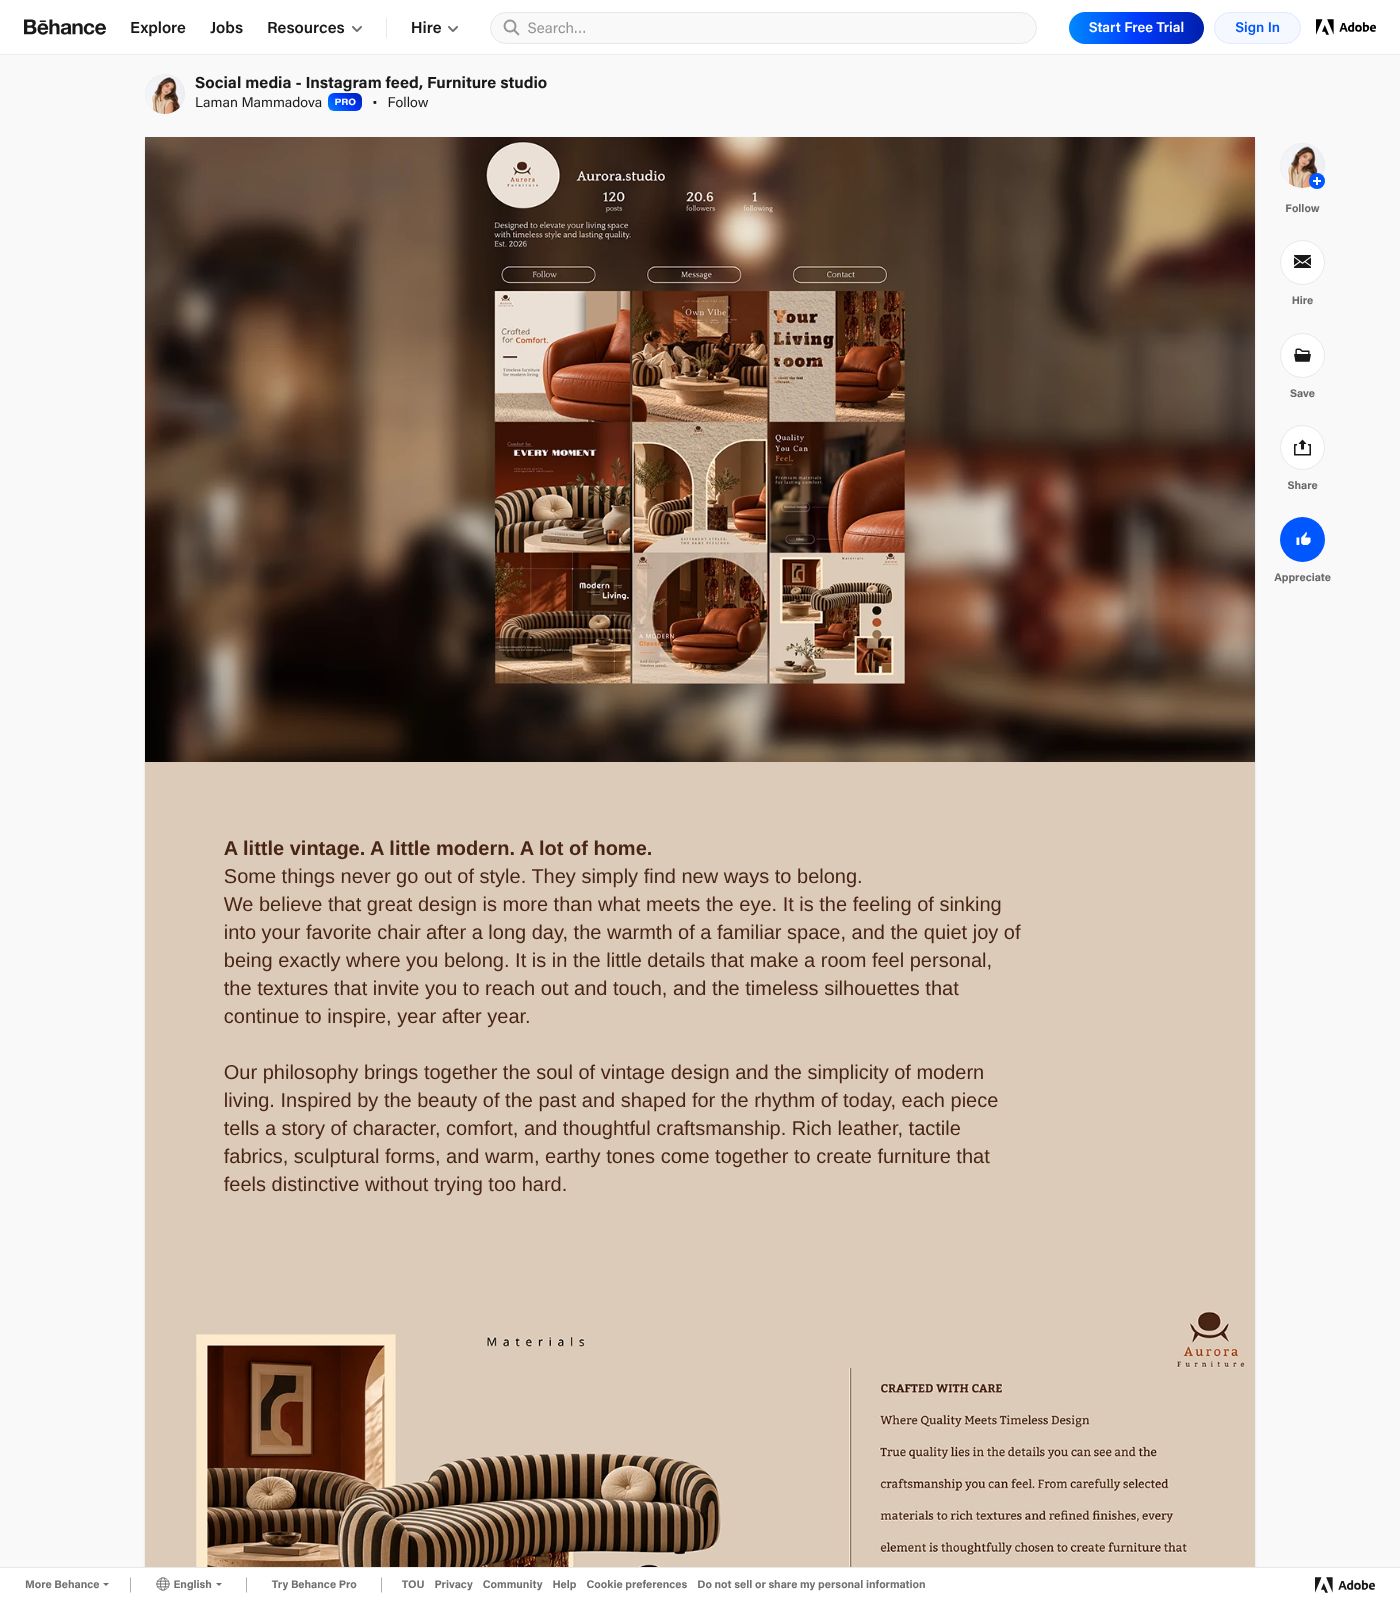 Bēhance
Explore
Jobs
Resources
Hire
Search...
Start Free Trial
Sign In
Adobe
Social media - Instagram feed, Furniture studio
Laman Mammadova PRO • Follow
Aurora
Furniture
Aurora.studio
120 20.6 1
posts followers following
Designed to elevate your living space
with timeless style and lasting quality.
Est. 2026
Follow Message Contact
Crafted
for Comfort.
Timeless furniture
for modern living.
Own Vibe
Your
Living
room
EVERY MOMENT
Quality
You Can
Feel.
Premium materials
for lasting comfort
Modern
Living.
A MODERN
Materials
Follow
Hire
Save
Share
Appreciate
A little vintage. A little modern. A lot of home.
Some things never go out of style. They simply find new ways to belong.
We believe that great design is more than what meets the eye. It is the feeling of sinking
into your favorite chair after a long day, the warmth of a familiar space, and the quiet joy of
being exactly where you belong. It is in the little details that make a room feel personal,
the textures that invite you to reach out and touch, and the timeless silhouettes that
continue to inspire, year after year.
Our philosophy brings together the soul of vintage design and the simplicity of modern
living. Inspired by the beauty of the past and shaped for the rhythm of today, each piece
tells a story of character, comfort, and thoughtful craftsmanship. Rich leather, tactile
fabrics, sculptural forms, and warm, earthy tones come together to create furniture that
feels distinctive without trying too hard.
Materials
Aurora
Furniture
CRAFTED WITH CARE
Where Quality Meets Timeless Design
True quality lies in the details you can see and the
craftsmanship you can feel. From carefully selected
materials to rich textures and refined finishes, every
element is thoughtfully chosen to create furniture that
More Behance
English
Try Behance Pro
TOU Privacy Community Help Cookie preferences Do not sell or share my personal information
Adobe